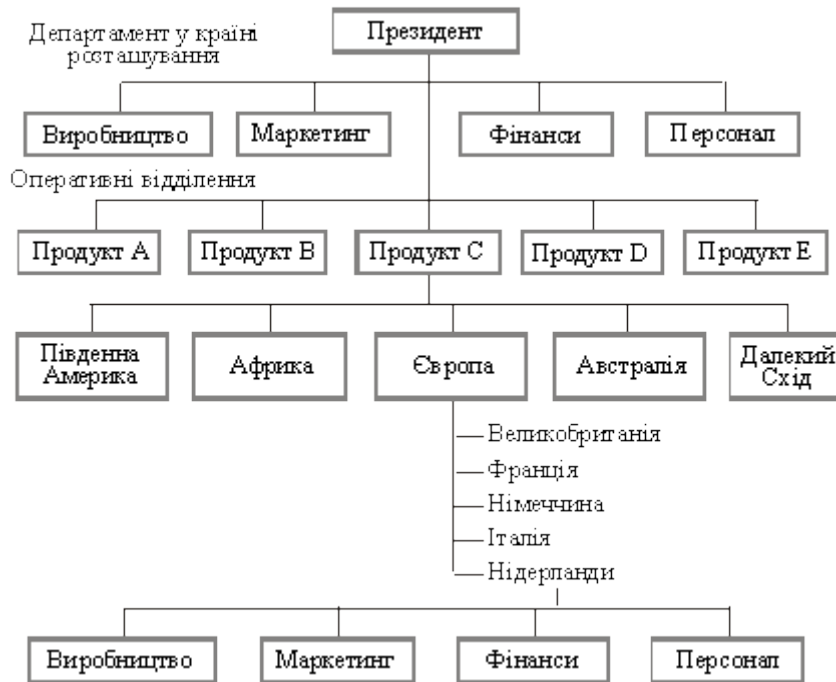 Департамент у країні
розташування
Президент
Виробництво
Маркетинг
Фінанси
Персонал
Оперативні відділення
Продукт А
Продукт В
Продукт С
Продукт D
Продукт Е
Південна
Америка
Африка
Європа
Австралія
Далекий
Схід
Великобританія
Франція
Німеччина
Італія
Нідерланди
Виробництво
Маркетинг
Фінанси
Персонал